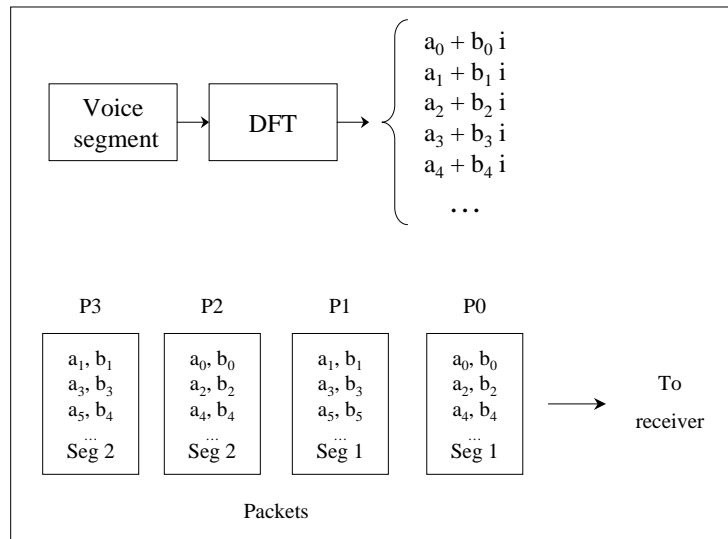 Voice
segment
DFT
a₀ + b₀ i
a₁ + b₁ i
a₂ + b₂ i
a₃ + b₃ i
a₄ + b₄ i
...
P3
P2
P1
P0
a₁, b₁
a₃, b₃
a₅, b₄
...
Seg 2
a₀, b₀
a₂, b₂
a₄, b₄
...
Seg 2
a₁, b₁
a₃, b₃
a₅, b₅
...
Seg 1
a₀, b₀
a₂, b₂
a₄, b₄
...
Seg 1
To
receiver
Packets